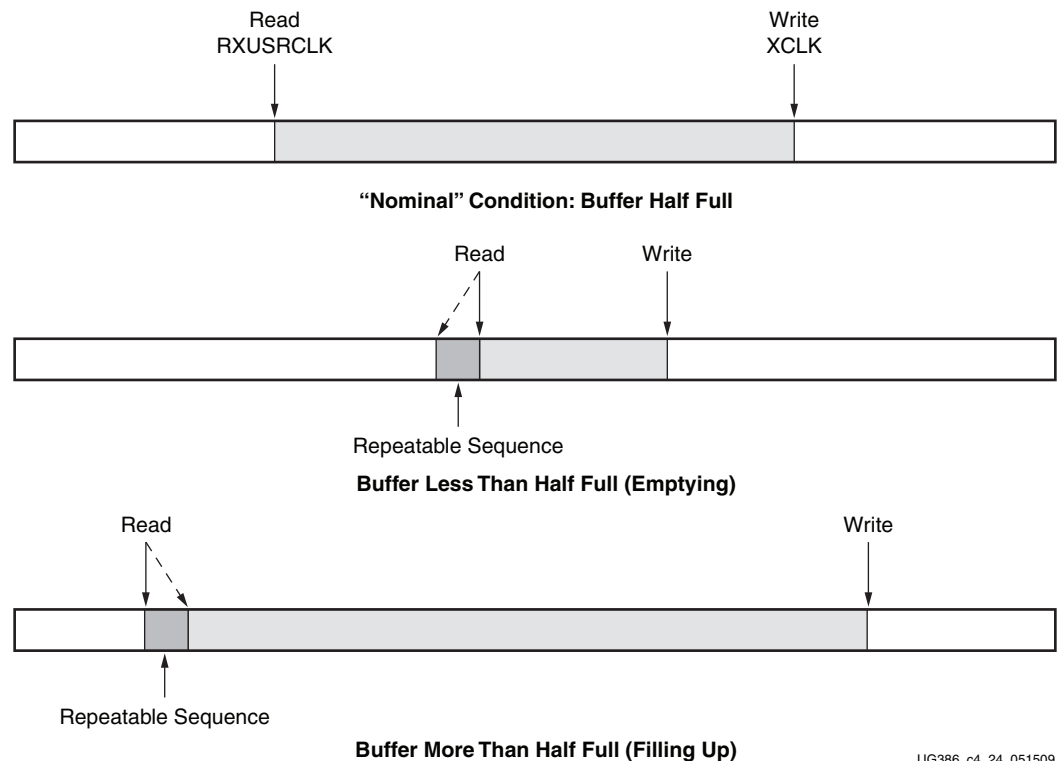 Read
RXUSRCLK
Write
XCLK
“Nominal” Condition: Buffer Half Full
Read
Write
Repeatable Sequence
Buffer Less Than Half Full (Emptying)
Read
Write
Repeatable Sequence
Buffer More Than Half Full (Filling Up)
UG386_c4_24_051509